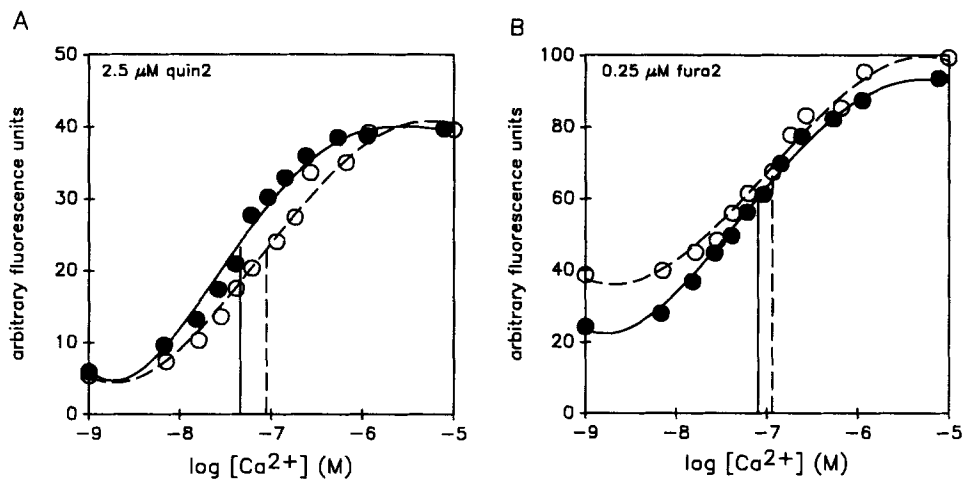 A
50
2.5 μM quin2
40
30
20
10
0
arbitrary fluorescence units
-9
-8
-7
-6
-5
log [Ca2+] (M)
B
100
0.25 μM fura2
80
60
40
20
0
arbitrary fluorescence units
-9
-8
-7
-6
-5
log [Ca2+] (M)